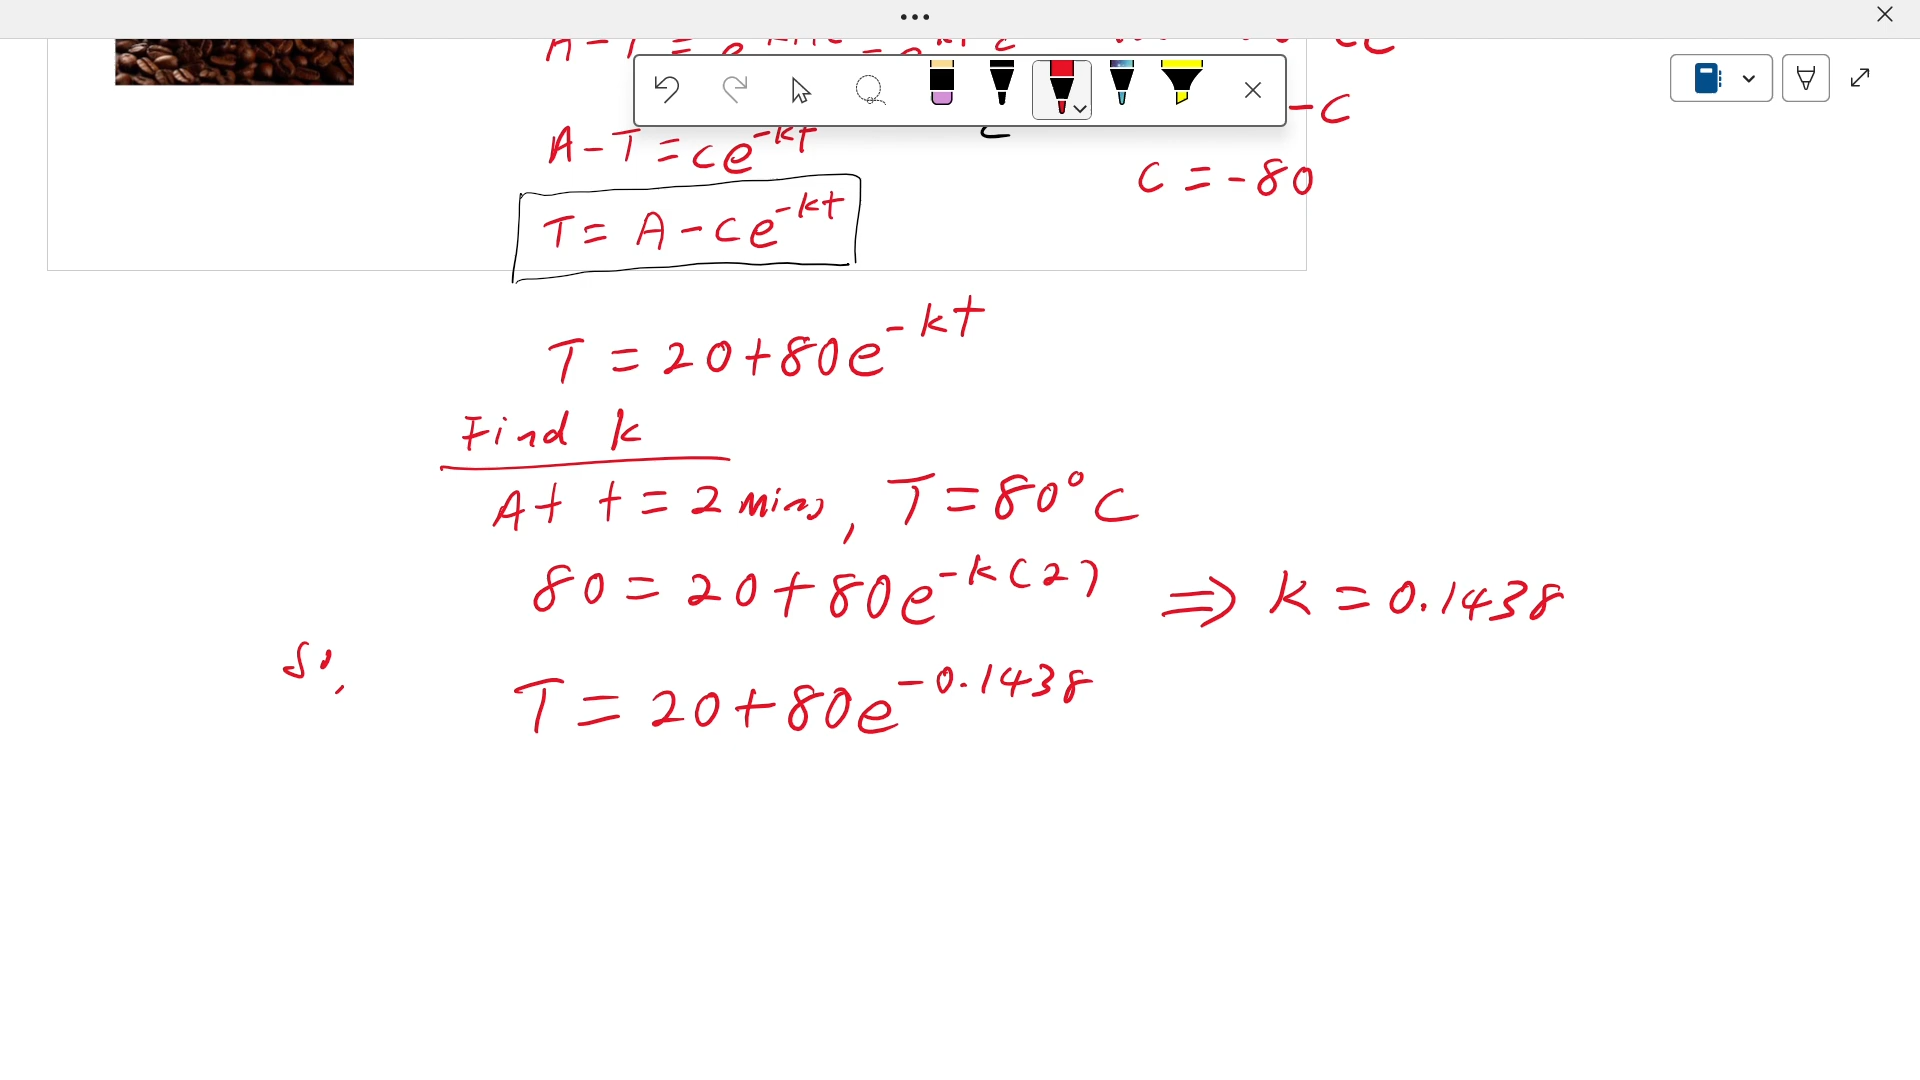 A-T = ce^-kt
-C
C = -80
T = A-ce^-kt
T = 20+80e^-kt
Find k
At t = 2 mins, T = 80°C
80 = 20+80e^-k(2) ⇒ k = 0.1438
So,
T = 20+80e^-0.1438